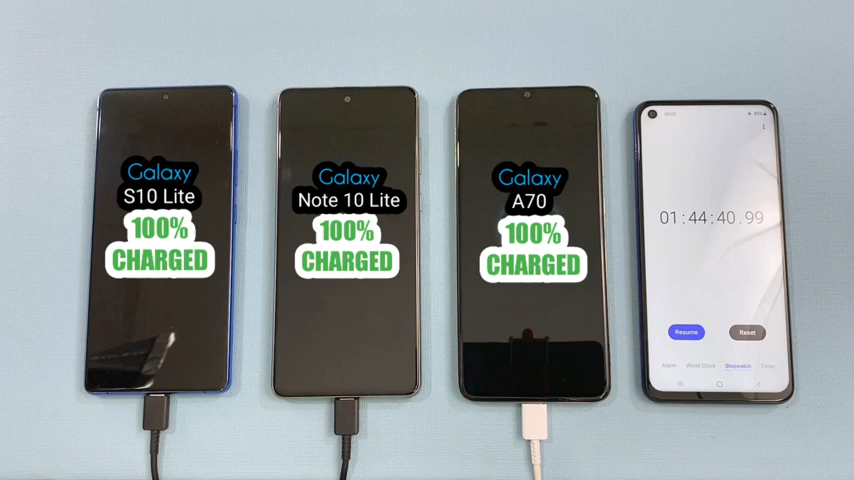 Galaxy
S10 Lite
100%
CHARGED
Galaxy
Note 10 Lite
100%
CHARGED
Galaxy
A70
100%
CHARGED
01:44:40.99
Resume
Reset
Alarm
World Clock
Stopwatch
Timer